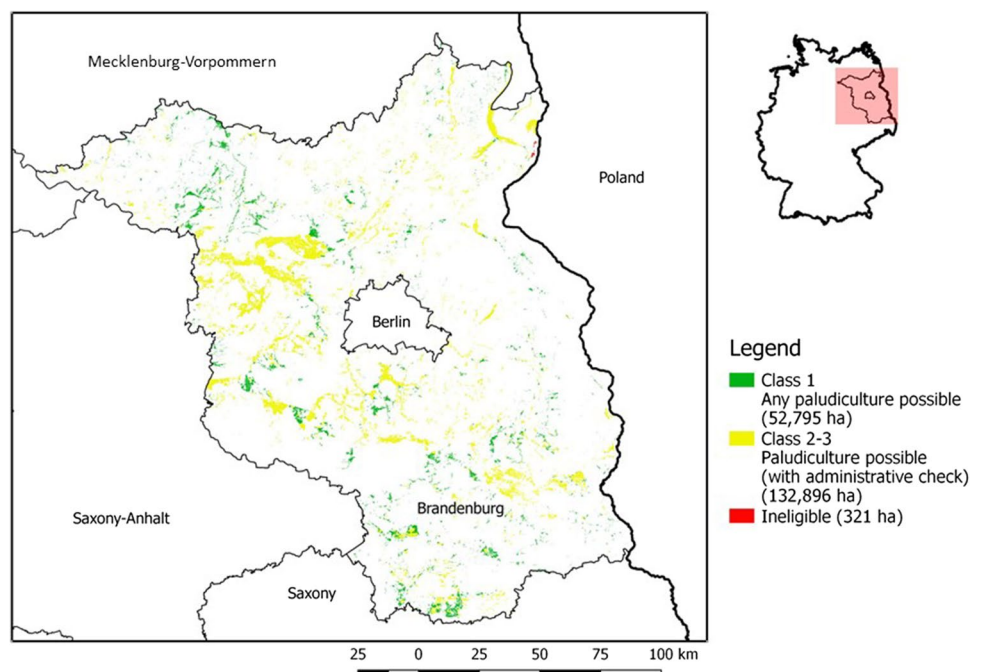 Mecklenburg-Vorpommern
Poland
Berlin
Brandenburg
Saxony-Anhalt
Saxony
Legend
Class 1
Any paludiculture possible
(52,795 ha)
Class 2-3
Paludiculture possible
(with administrative check)
(132,896 ha)
Ineligible (321 ha)
25 0 25 50 75 100 km